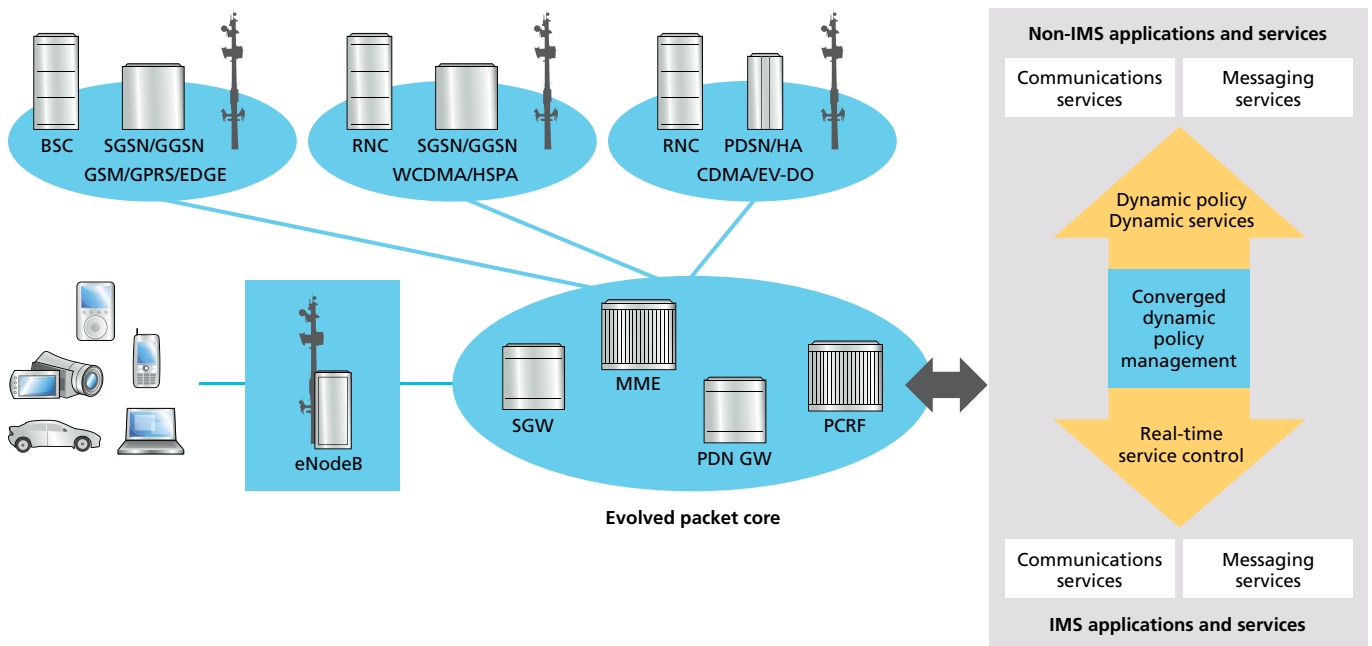 BSC
SGSN/GGSN
GSM/GPRS/EDGE
RNC
SGSN/GGSN
WCDMA/HSPA
RNC
PDSN/HA
CDMA/EV-DO
eNodeB
SGW
MME
PDN GW
PCRF
Evolved packet core
Non-IMS applications and services
Communications
services
Messaging
services
Dynamic policy
Dynamic services
Converged
dynamic
policy
management
Real-time
service control
Communications
services
Messaging
services
IMS applications and services